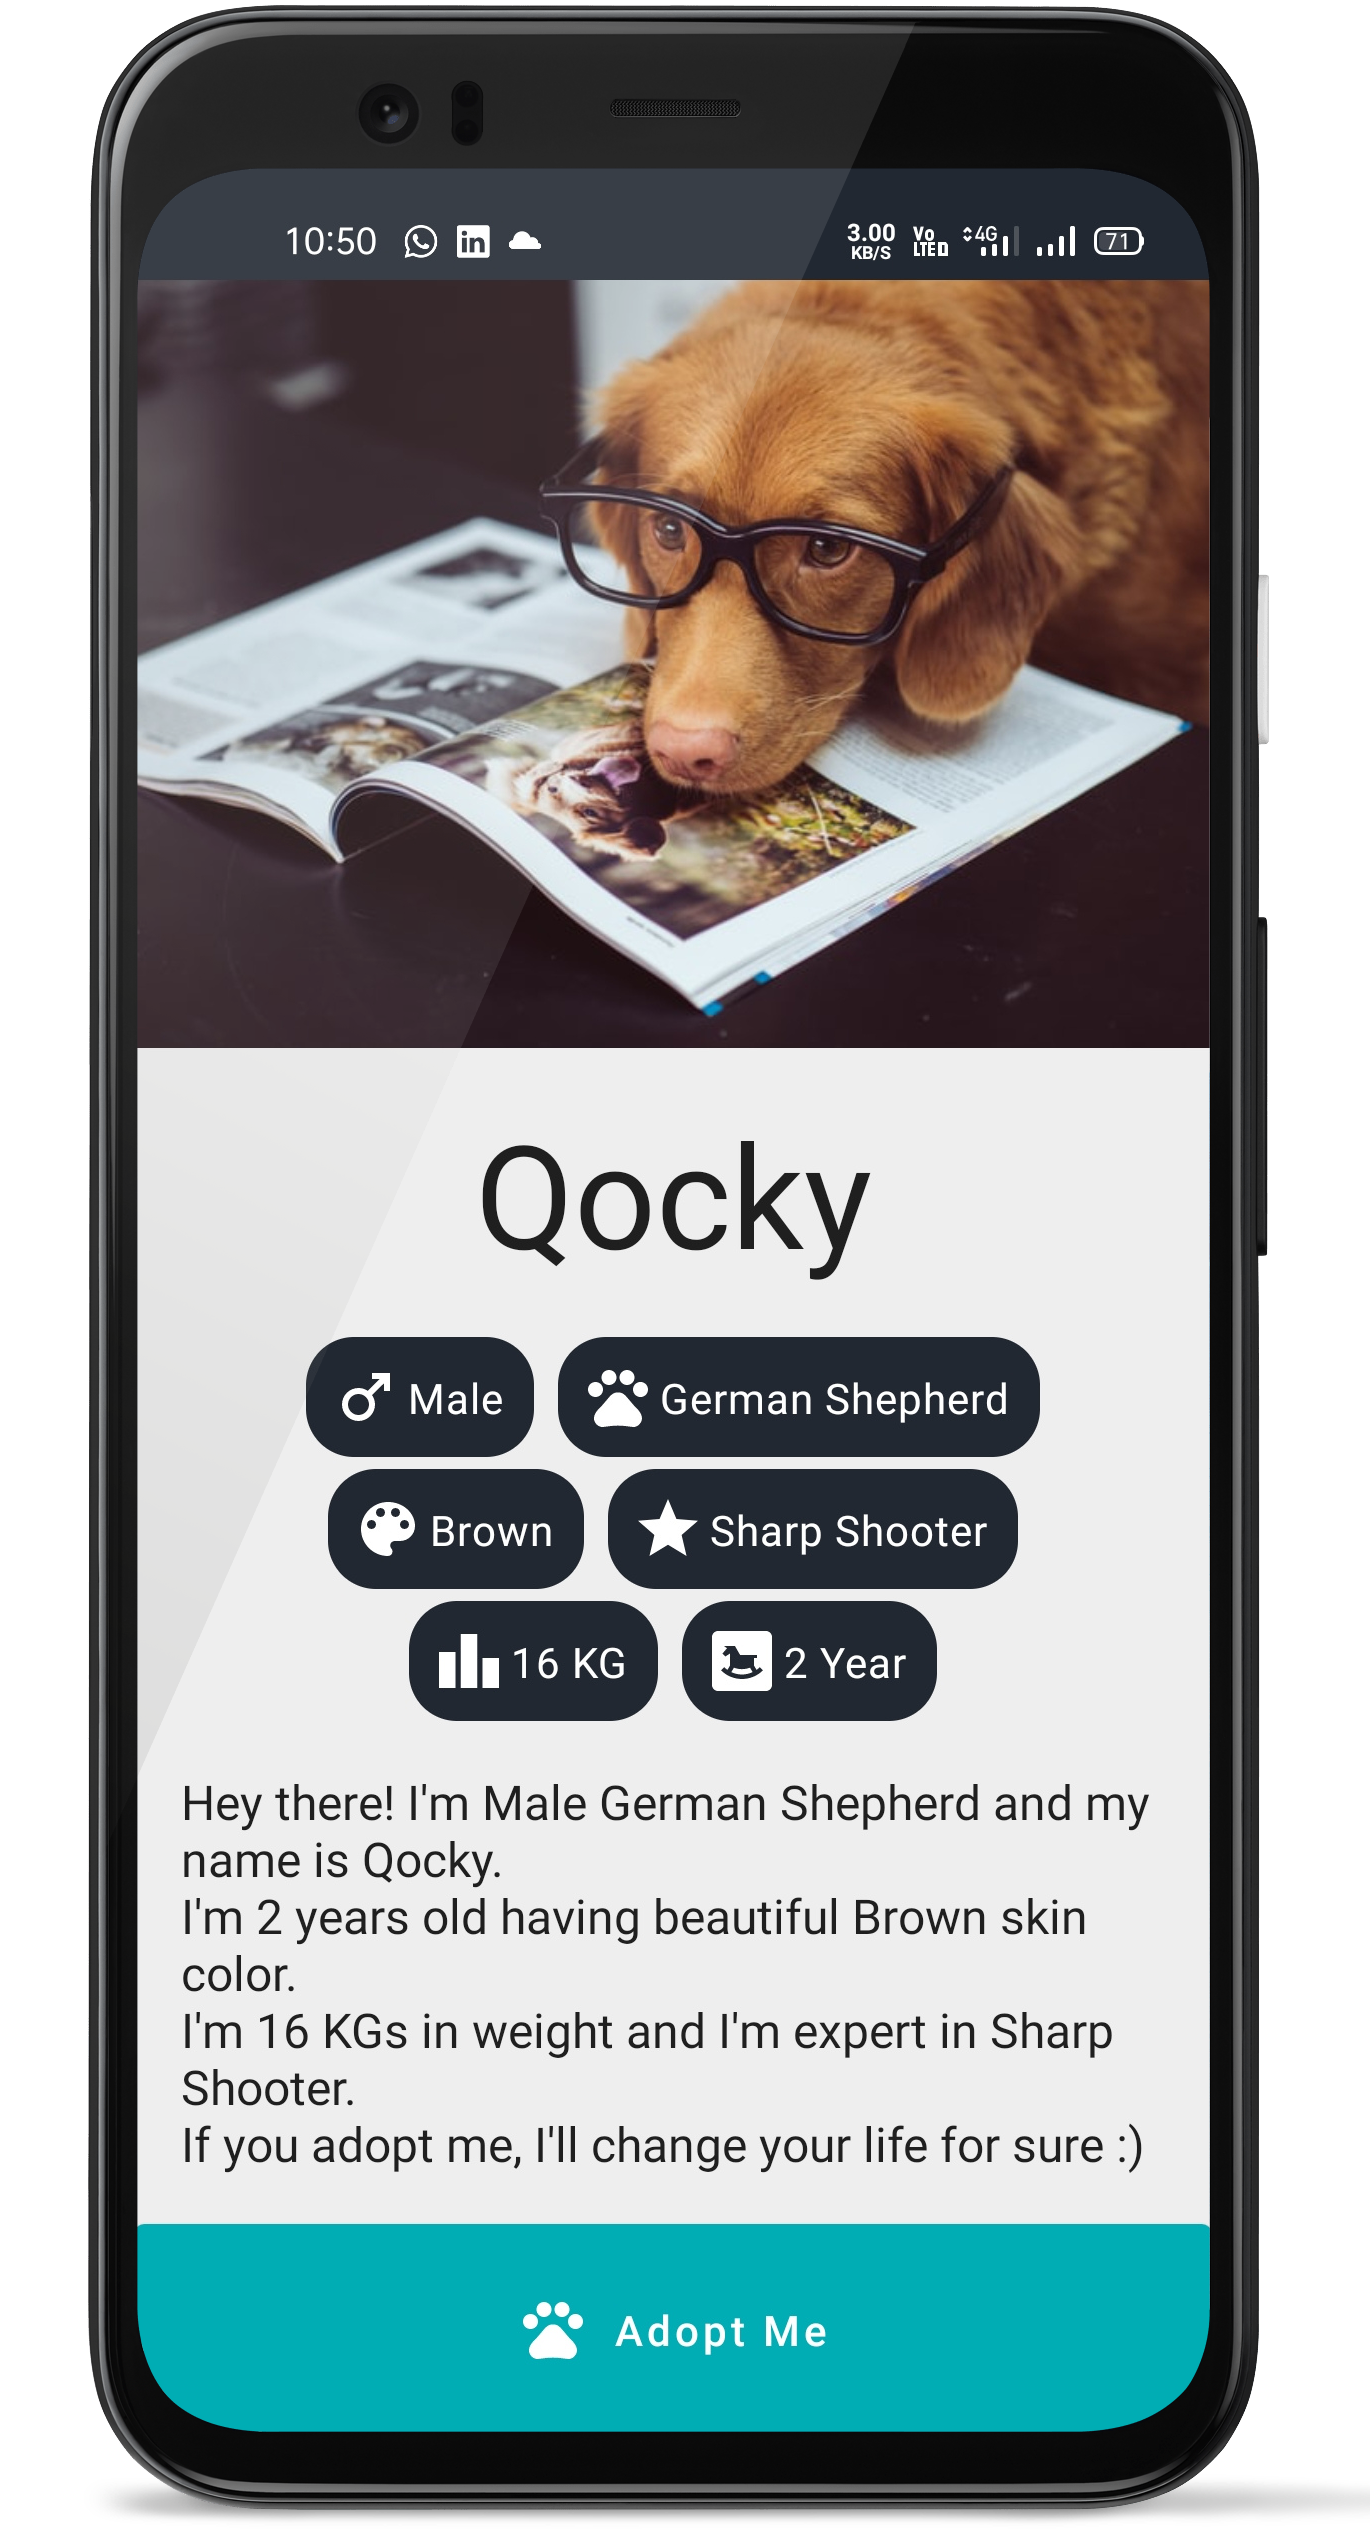 10:50 in 3.00 KB/S Vo LTE 4G 71
Qocky
Male German Shepherd
Brown Sharp Shooter
16 KG 2 Year
Hey there! I'm Male German Shepherd and my
name is Qocky.
I'm 2 years old having beautiful Brown skin
color.
I'm 16 KGs in weight and I'm expert in Sharp
Shooter.
If you adopt me, I'll change your life for sure :)
Adopt Me